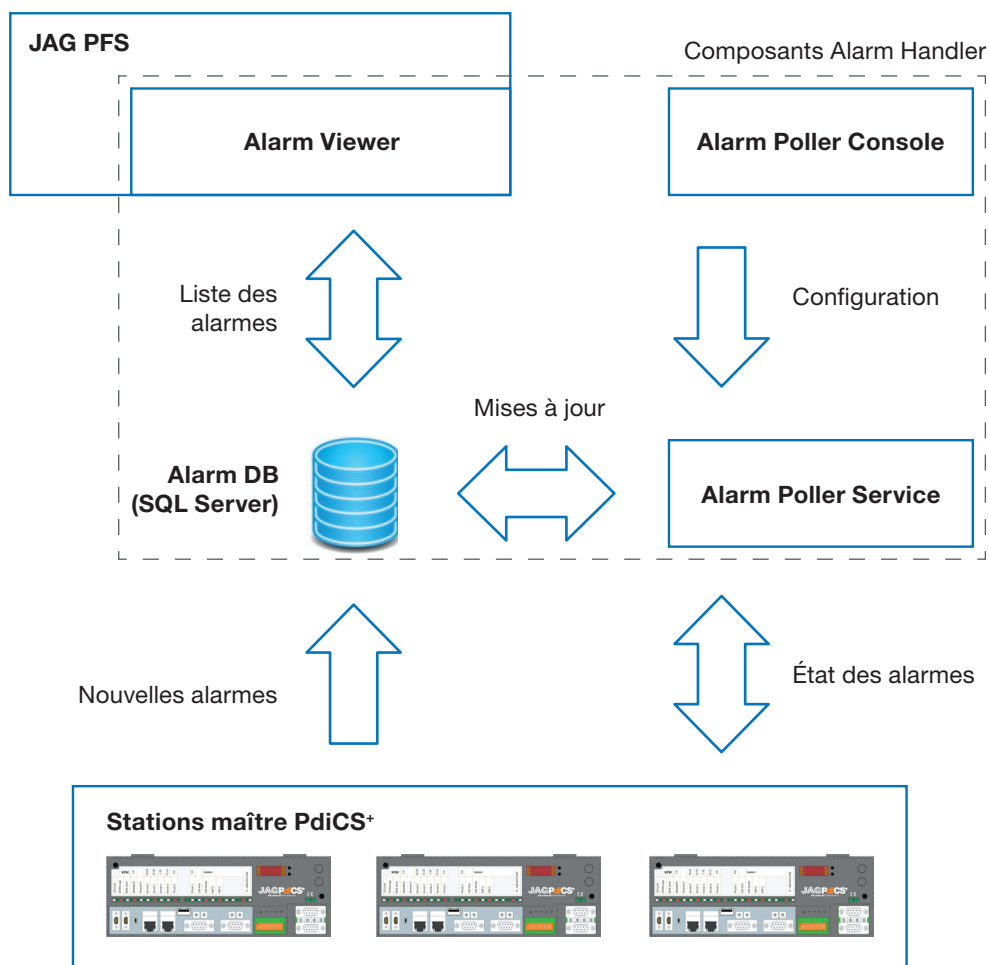 JAG PFS
Composants Alarm Handler
Alarm Viewer
Alarm Poller Console
Liste des
alarmes
Configuration
Mises à jour
Alarm DB
(SQL Server)
Alarm Poller Service
Nouvelles alarmes
État des alarmes
Stations maître PdiCS⁺